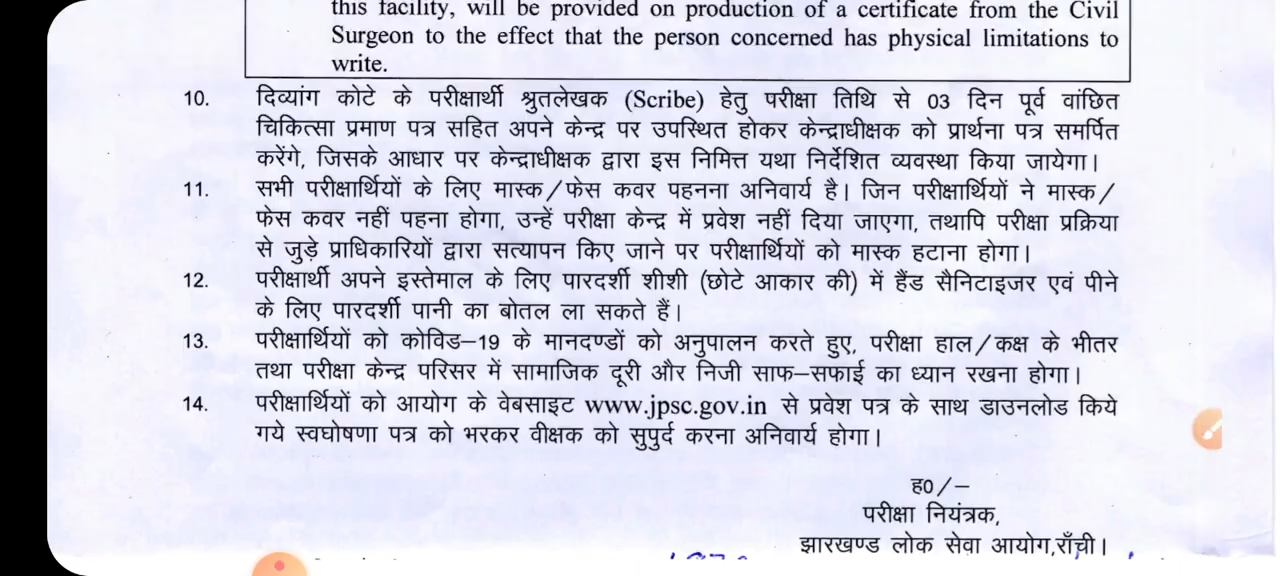 this facility, will be provided on production of a certificate from the Civil
Surgeon to the effect that the person concerned has physical limitations to
write.
10. दिव्यांग कोटे के परीक्षार्थी श्रुतलेखक (Scribe) हेतु परीक्षा तिथि से 03 दिन पूर्व वांछित
चिकित्सा प्रमाण पत्र सहित अपने केन्द्र पर उपस्थित होकर केन्द्राधीक्षक को प्रार्थना पत्र समर्पित
करेंगे, जिसके आधार पर केन्द्राधीक्षक द्वारा इस निमित्त यथा निर्देशित व्यवस्था किया जायेगा।
11. सभी परीक्षार्थियों के लिए मास्क/फेस कवर पहनना अनिवार्य है। जिन परीक्षार्थियों ने मास्क/
फेस कवर नहीं पहना होगा, उन्हें परीक्षा केन्द्र में प्रवेश नहीं दिया जाएगा, तथापि परीक्षा प्रक्रिया
से जुड़े प्राधिकारियों द्वारा सत्यापन किए जाने पर परीक्षार्थियों को मास्क हटाना होगा।
12. परीक्षार्थी अपने इस्तेमाल के लिए पारदर्शी शीशी (छोटे आकार की) में हैंड सैनिटाइजर एवं पीने
के लिए पारदर्शी पानी का बोतल ला सकते हैं।
13. परीक्षार्थियों को कोविड–19 के मानदण्डों को अनुपालन करते हुए, परीक्षा हाल/कक्ष के भीतर
तथा परीक्षा केन्द्र परिसर में सामाजिक दूरी और निजी साफ–सफाई का ध्यान रखना होगा।
14. परीक्षार्थियों को आयोग के वेबसाइट www.jpsc.gov.in से प्रवेश पत्र के साथ डाउनलोड किये
गये स्वघोषणा पत्र को भरकर वीक्षक को सुपुर्द करना अनिवार्य होगा।
ह0/–
परीक्षा नियंत्रक,
झारखण्ड लोक सेवा आयोग,राँची।